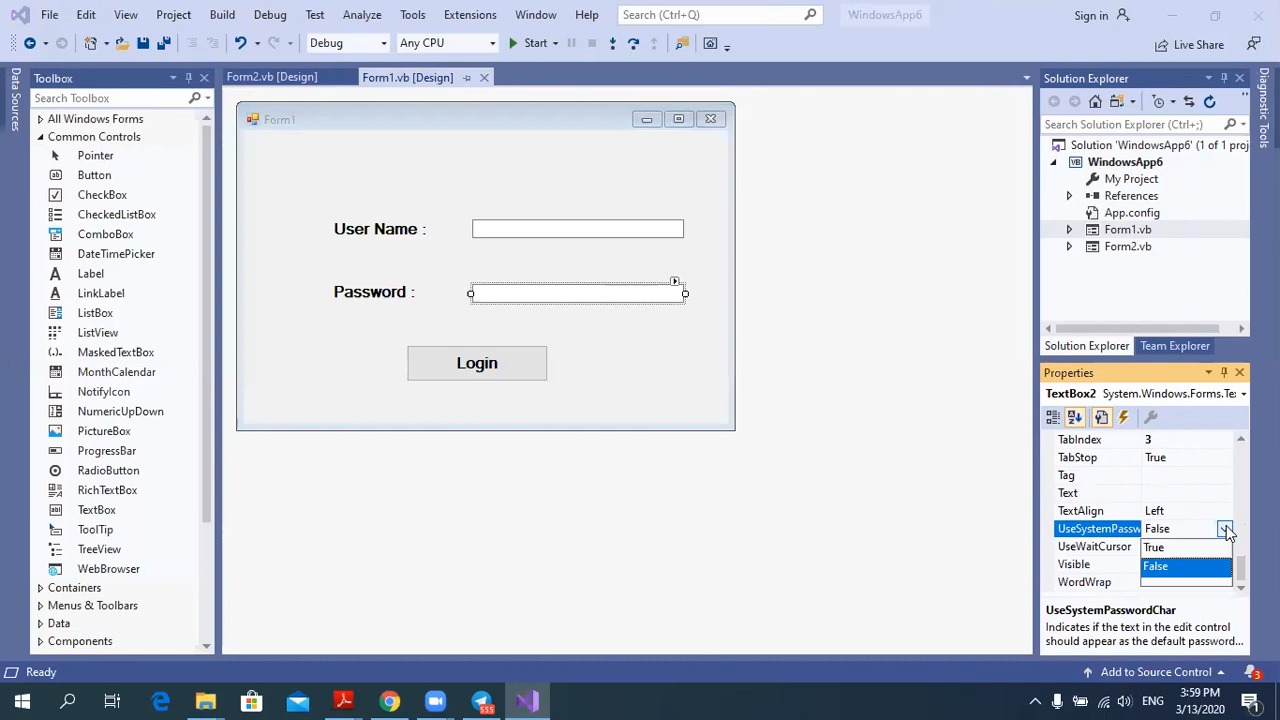 File Edit View Project Build Debug Test Analyze Tools Extensions Window Help Search (Ctrl+Q) WindowsApp6 Sign in
Debug Any CPU Start Live Share
Data Sources
Toolbox
Search Toolbox
All Windows Forms
Common Controls
Pointer
Button
CheckBox
CheckedListBox
ComboBox
DateTimePicker
Label
LinkLabel
ListBox
ListView
MaskedTextBox
MonthCalendar
NotifyIcon
NumericUpDown
PictureBox
ProgressBar
RadioButton
RichTextBox
TextBox
ToolTip
TreeView
WebBrowser
Containers
Menus & Toolbars
Data
Components
Form2.vb [Design] Form1.vb [Design]
Form1
User Name :
Password :
Login
Solution Explorer
Search Solution Explorer (Ctrl+;)
Solution 'WindowsApp6' (1 of 1 proj
WindowsApp6
My Project
References
App.config
Form1.vb
Form2.vb
Solution Explorer Team Explorer
Diagnostic Tools
Properties
TextBox2 System.Windows.Forms.Te
TabIndex 3
TabStop True
Tag
Text
TextAlign Left
UseSystemPassw False
UseWaitCursor True
Visible False
WordWrap
UseSystemPasswordChar
Indicates if the text in the edit control
should appear as the default password...
Ready Add to Source Control 3
555
ENG 3:59 PM
3/13/2020 1